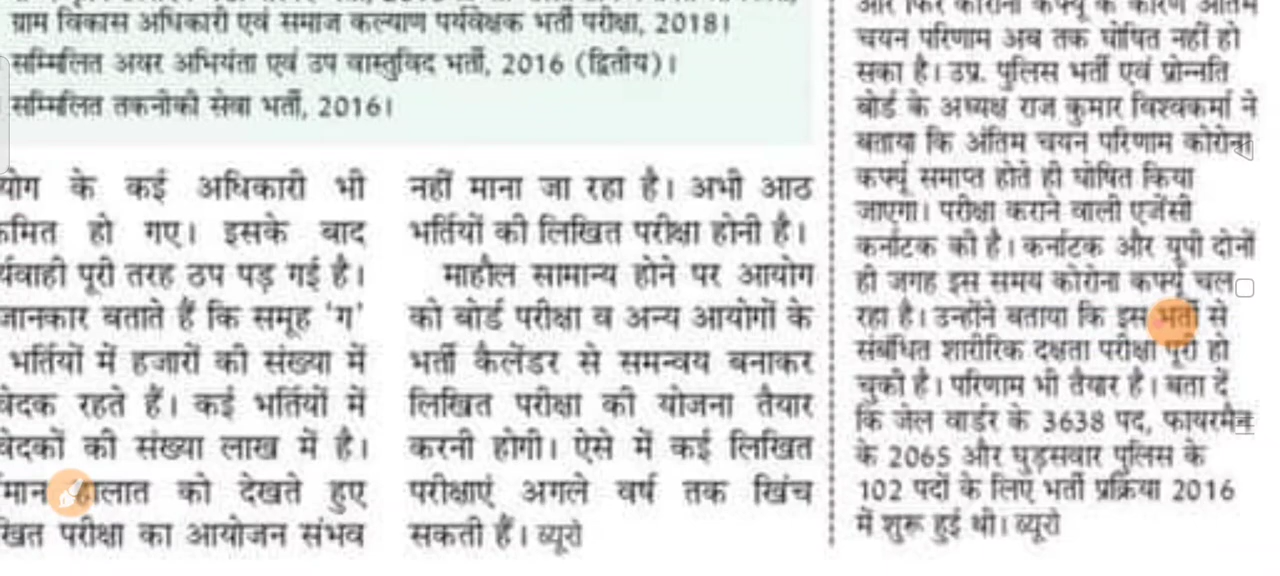 ग्राम विकास अधिकारी एवं समाज कल्याण पर्यवेक्षक भर्ती परीक्षा, 2018।
सम्मिलित अवर अभियंता एवं उप वास्तुविद भर्ती, 2016 (द्वितीय)।
सम्मिलित तकनीकी सेवा भर्ती, 2016।
योग के कई अधिकारी भी
क्रमित हो गए। इसके बाद
र्यवाही पूरी तरह ठप पड़ गई है।
जानकार बताते हैं कि समूह ‘ग’
भर्तियों में हजारों की संख्या में
वेदक रहते हैं। कई भर्तियों में
वेदकों की संख्या लाख में है।
मान हालात को देखते हुए
खित परीक्षा का आयोजन संभव
नहीं माना जा रहा है। अभी आठ
भर्तियों की लिखित परीक्षा होनी है।
माहौल सामान्य होने पर आयोग
को बोर्ड परीक्षा व अन्य आयोगों के
भर्ती कैलेंडर से समन्वय बनाकर
लिखित परीक्षा की योजना तैयार
करनी होगी। ऐसे में कई लिखित
परीक्षाएं अगले वर्ष तक खिंच
सकती हैं। ब्यूरो
और फिर कोरोना कर्फ्यू के कारण अंतिम
चयन परिणाम अब तक घोषित नहीं हो
सका है। उप्र. पुलिस भर्ती एवं प्रोन्नति
बोर्ड के अध्यक्ष राज कुमार विश्वकर्मा ने
बताया कि अंतिम चयन परिणाम कोरोना
कर्फ्यू समाप्त होते ही घोषित किया
जाएगा। परीक्षा कराने वाली एजेंसी
कर्नाटक की है। कर्नाटक और यूपी दोनों
ही जगह इस समय कोरोना कर्फ्यू चल
रहा है। उन्होंने बताया कि इस भर्ती से
संबंधित शारीरिक दक्षता परीक्षा पूरी हो
चुकी है। परिणाम भी तैयार है। बता दें
कि जेल वार्डर के 3638 पद, फायरमैन
के 2065 और घुड़सवार पुलिस के
102 पदों के लिए भर्ती प्रक्रिया 2016
में शुरू हुई थी। ब्यूरो